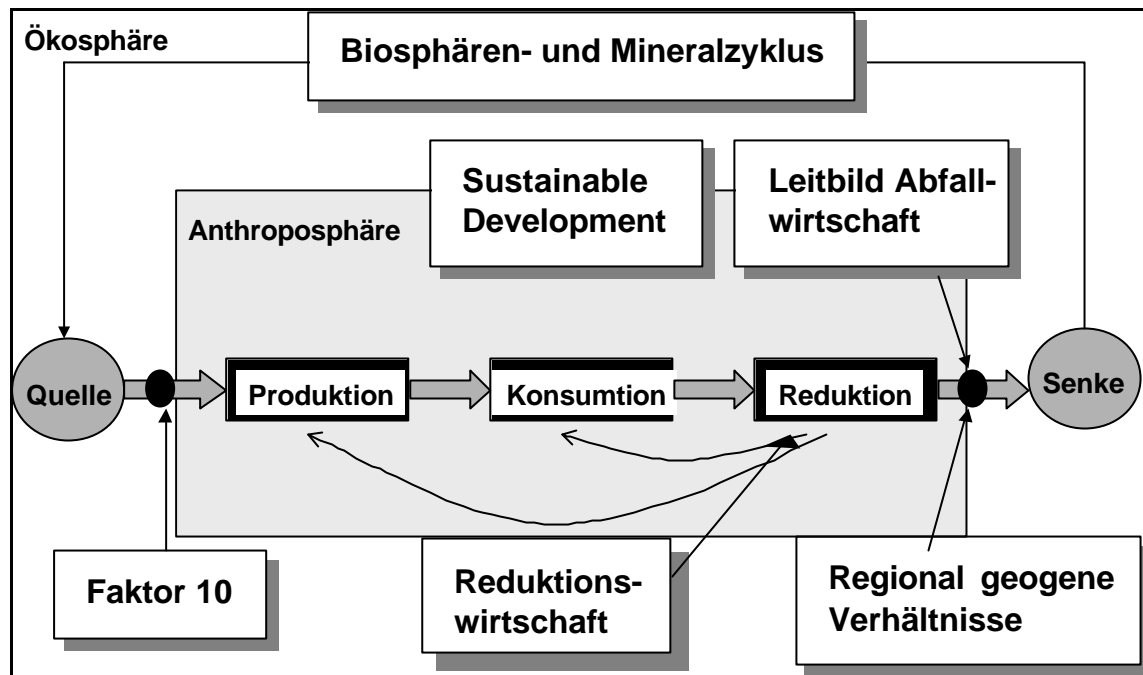 Ökosphäre
Biosphären- und Mineralzyklus
Sustainable
Development
Leitbild Abfall-
wirtschaft
Anthroposphäre
Quelle
Produktion
Konsumtion
Reduktion
Senke
Faktor 10
Reduktions-
wirtschaft
Regional geogene
Verhältnisse